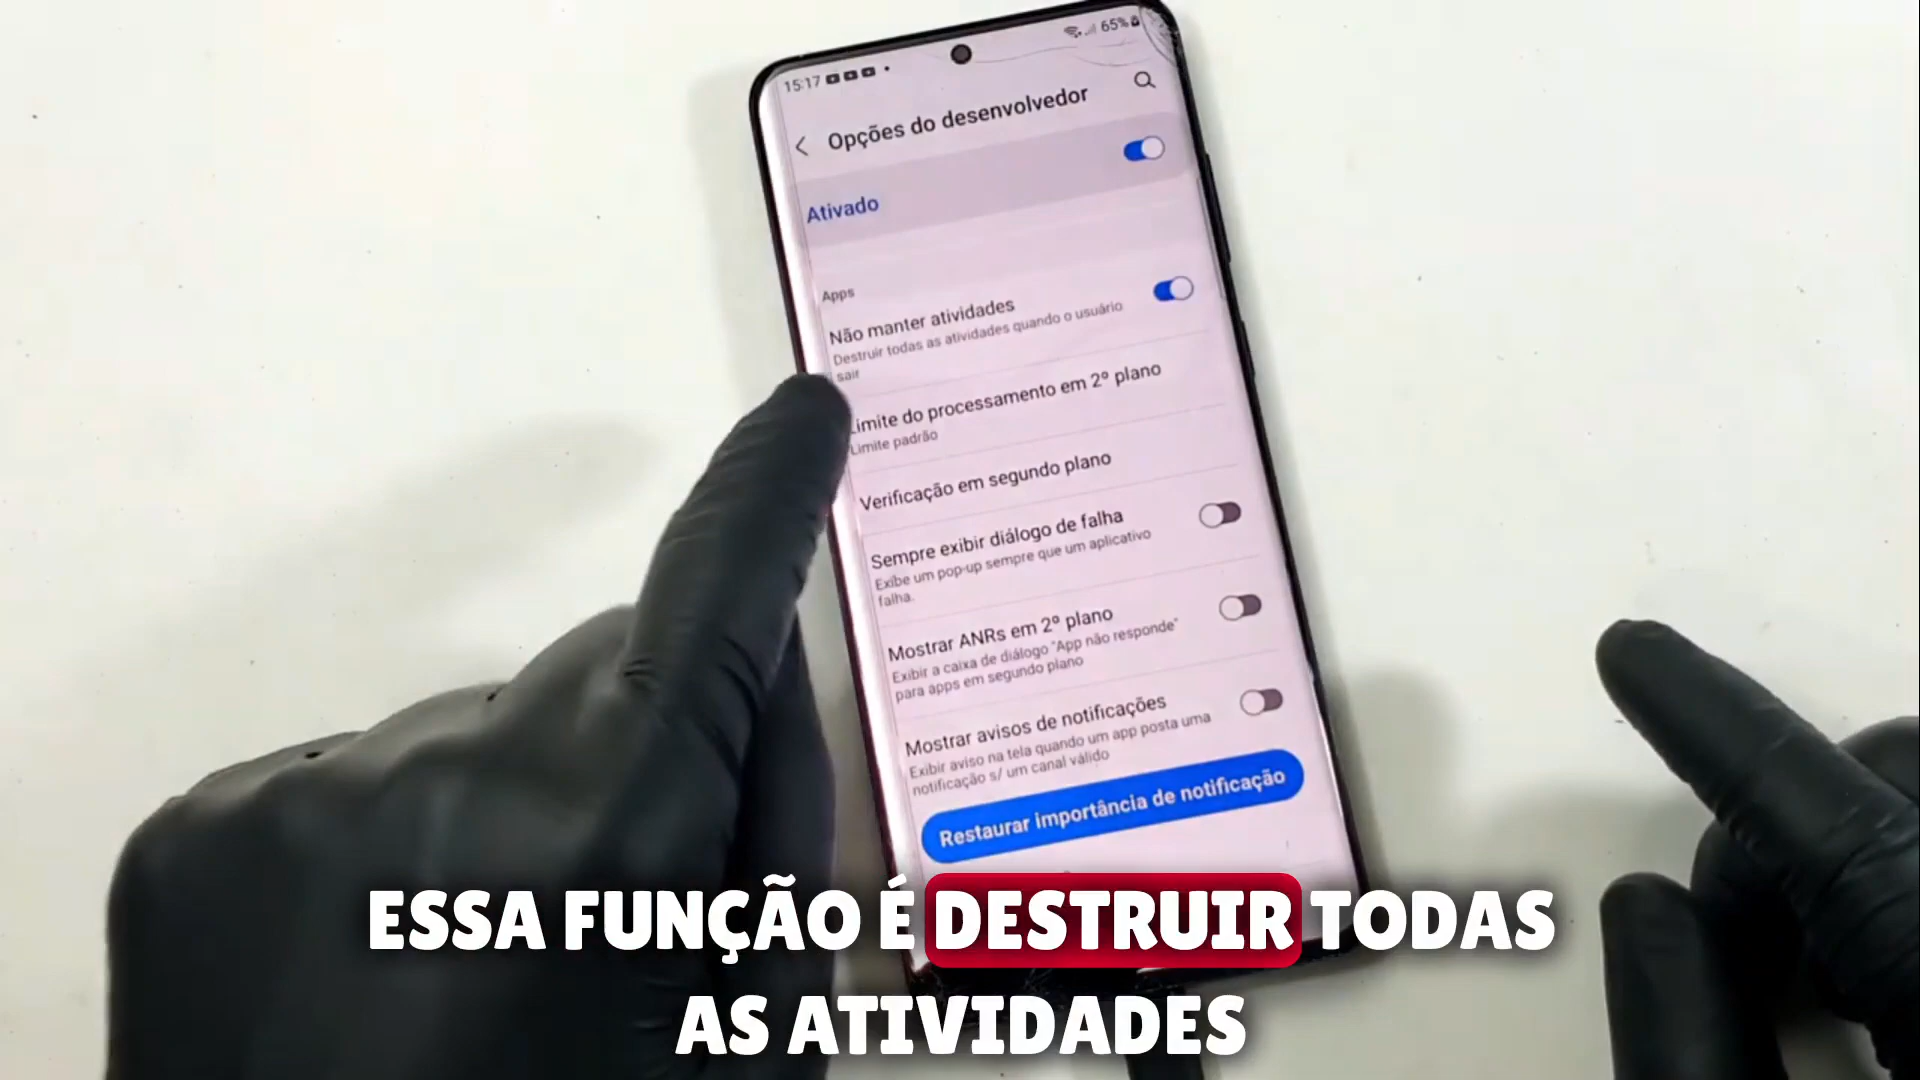 15:17
65%
Opções do desenvolvedor
Ativado
Apps
Não manter atividades
Destruir todas as atividades quando o usuário
sair
Limite do processamento em 2º plano
Limite padrão
Verificação em segundo plano
Sempre exibir diálogo de falha
Exibe um pop-up sempre que um aplicativo
falha.
Mostrar ANRs em 2º plano
Exibir a caixa de diálogo "App não responde"
para apps em segundo plano
Mostrar avisos de notificações
Exibir aviso na tela quando um app posta uma
notificação s/ um canal válido
Restaurar importância de notificação
ESSA FUNÇÃO É DESTRUIR TODAS
AS ATIVIDADES